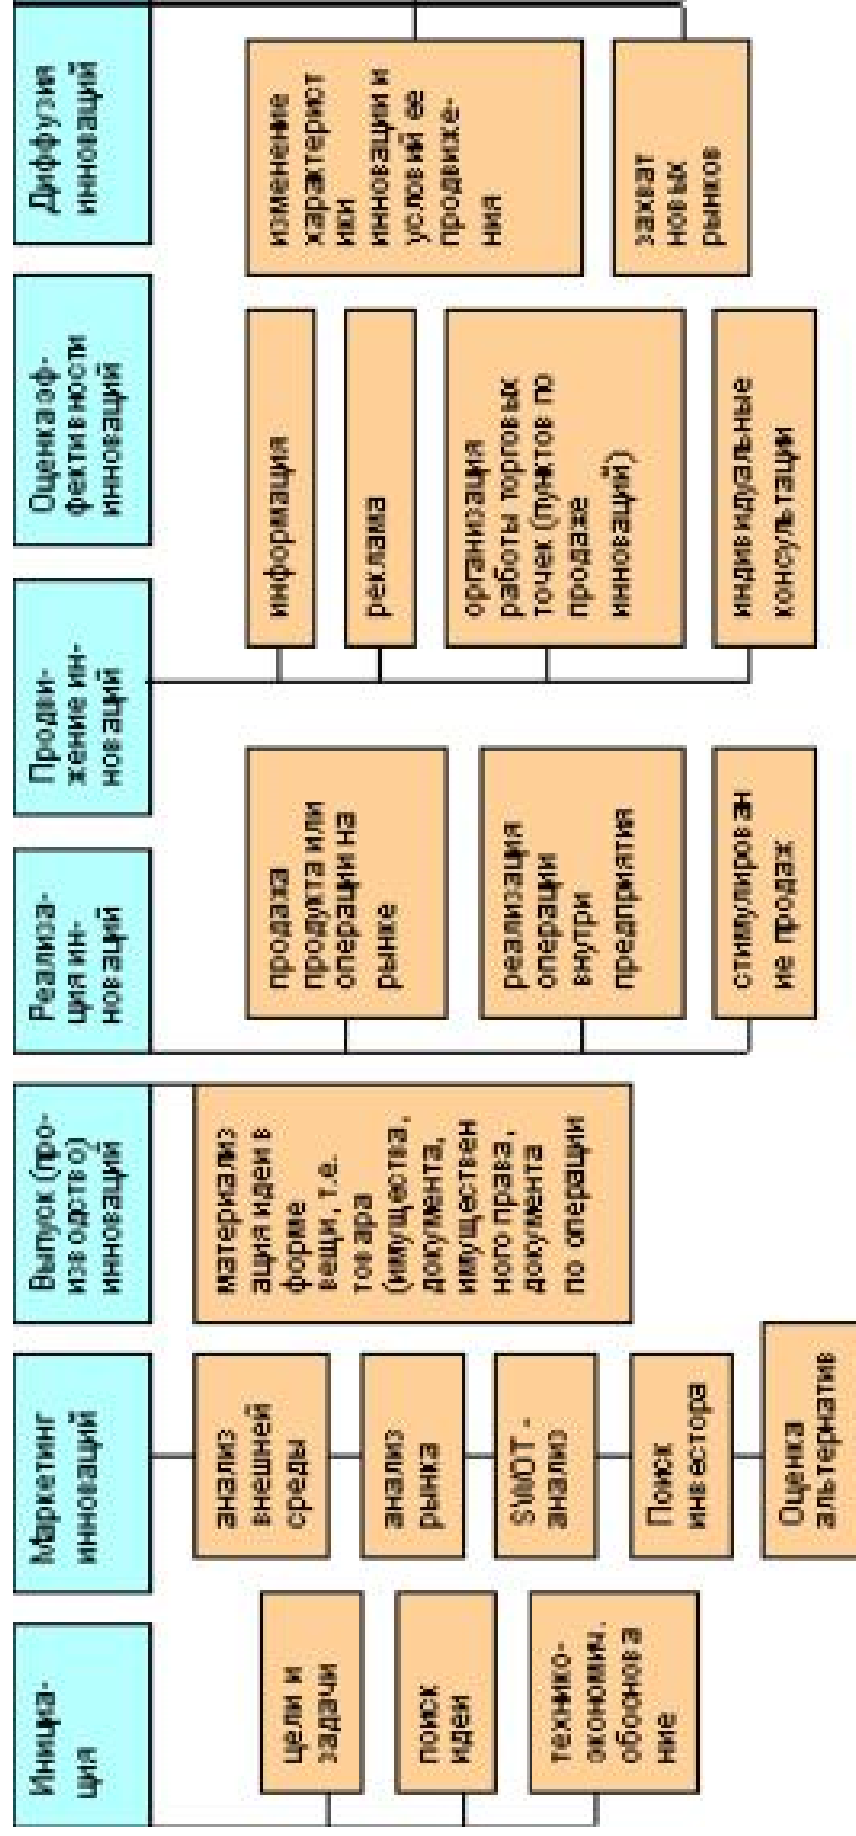 Инициа-
ция
Маркетинг
инноваций
Выпуск (про-
изводство)
инноваций
Реализа-
ция ин-
новаций
Продви-
жение ин-
новаций
Оценка эф-
фективности
инноваций
Диффузия
инноваций
цели и
задачи
поиск
идеи
технико-
экономич.
обоснова
ние
анализ
внешней
среды
анализ
рынка
SWOT -
анализ
Поиск
инвестора
Оценка
альтернатив
материализ
ация идеи в
форме
вещи, т.е.
товара
(имущества,
документа,
имуществен
ного права,
документа
по операции
продажа
продукта или
операции на
рынке
реализация
операции
внутри
предприятия
стимулирован
ие продаж
информация
реклама
организация
работы торговых
точек (пунктов по
продаже
инноваций)
индивидуальные
консультации
изменение
характерист
ики
инновации и
условий ее
продвиже-
ния
захват
новых
рынков